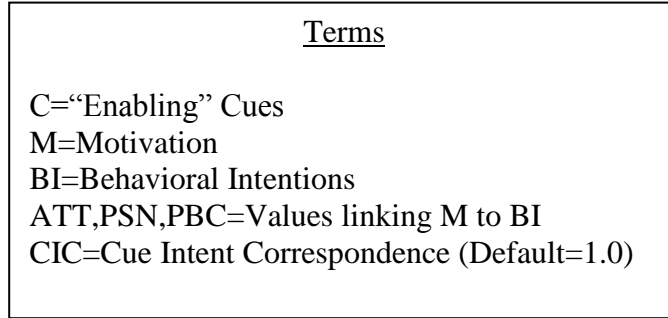 Terms
C=“Enabling” Cues
M=Motivation
BI=Behavioral Intentions
ATT,PSN,PBC=Values linking M to BI
CIC=Cue Intent Correspondence (Default=1.0)